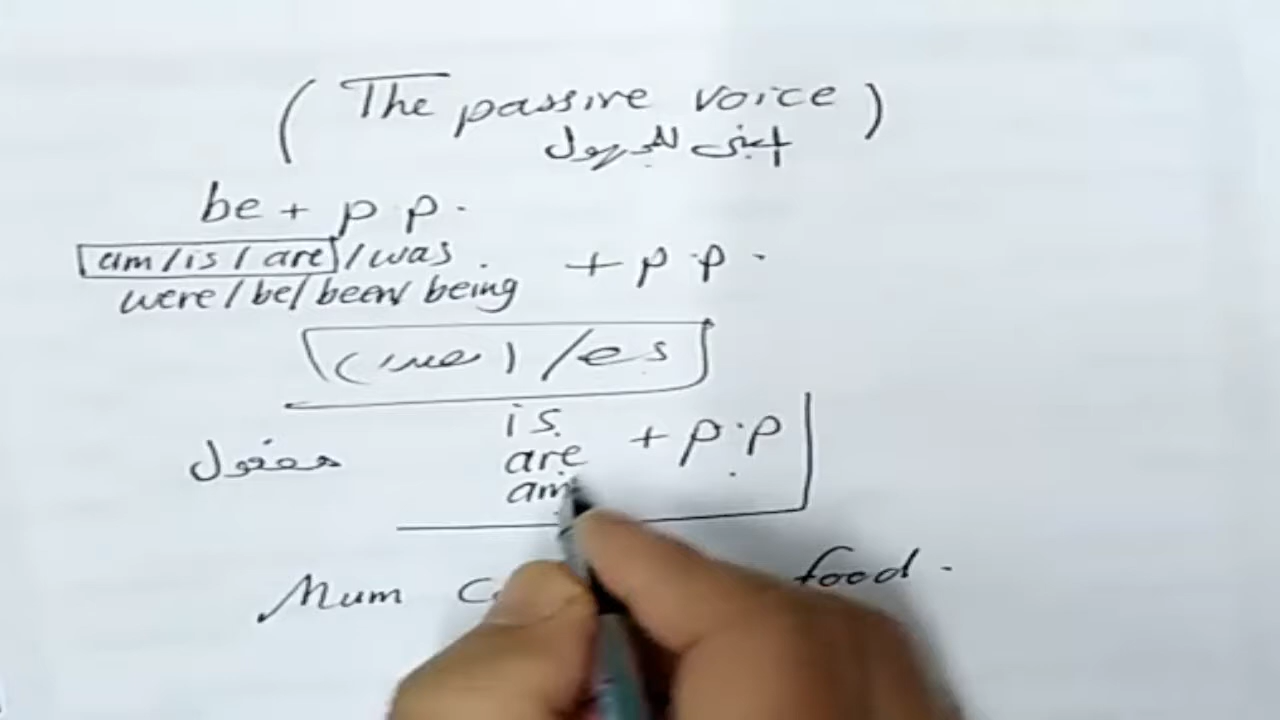 ( The passive voice )
المبنى للمجهول
be + p.p.
am / is / are / was
were / be / been / being + p.p.
(مصدر) / es
is
مفعول are + p.p
am
Mum food.